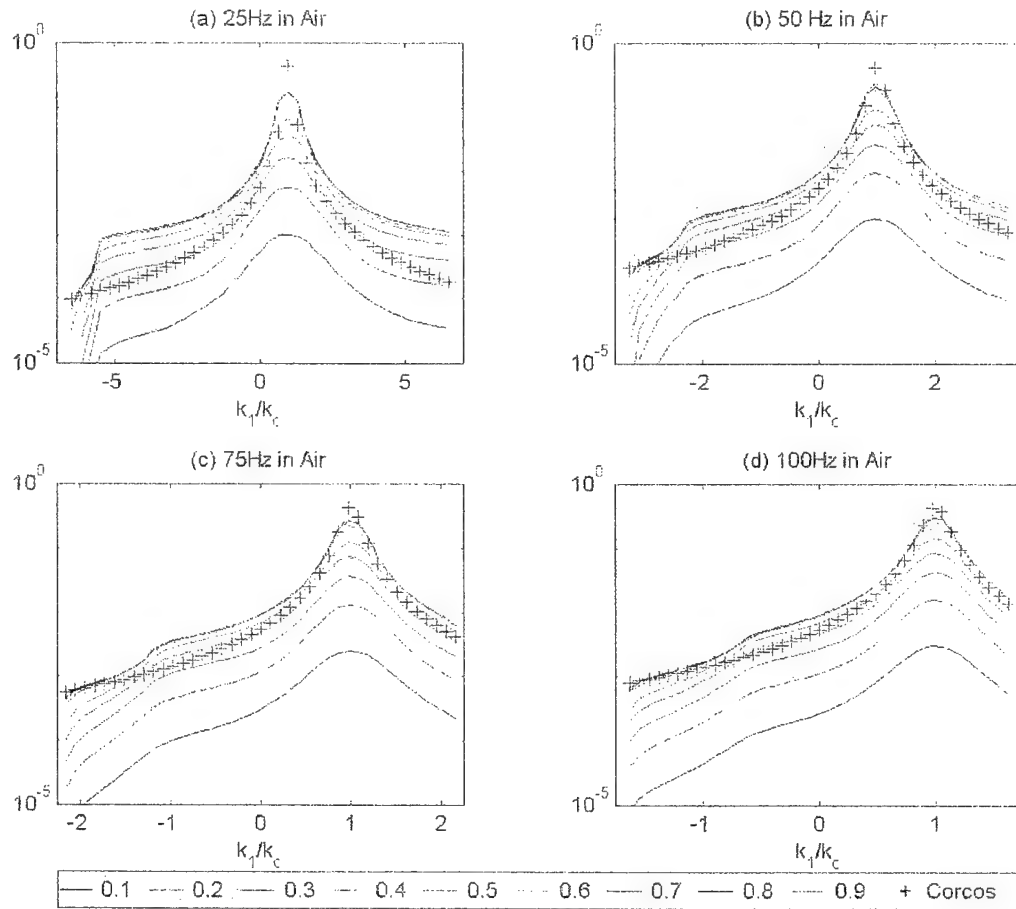 (a) 25Hz in Air
(b) 50 Hz in Air
10^0
10^-5
-5 0 5
k_1/k_c
10^0
10^-5
-2 0 2
k_1/k_c
(c) 75Hz in Air
(d) 100Hz in Air
10^0
10^-5
-2 -1 0 1 2
k_1/k_c
10^0
10^-5
-1 0 1
k_1/k_c
0.1 0.2 0.3 0.4 0.5 0.6 0.7 0.8 0.9 + Corcos